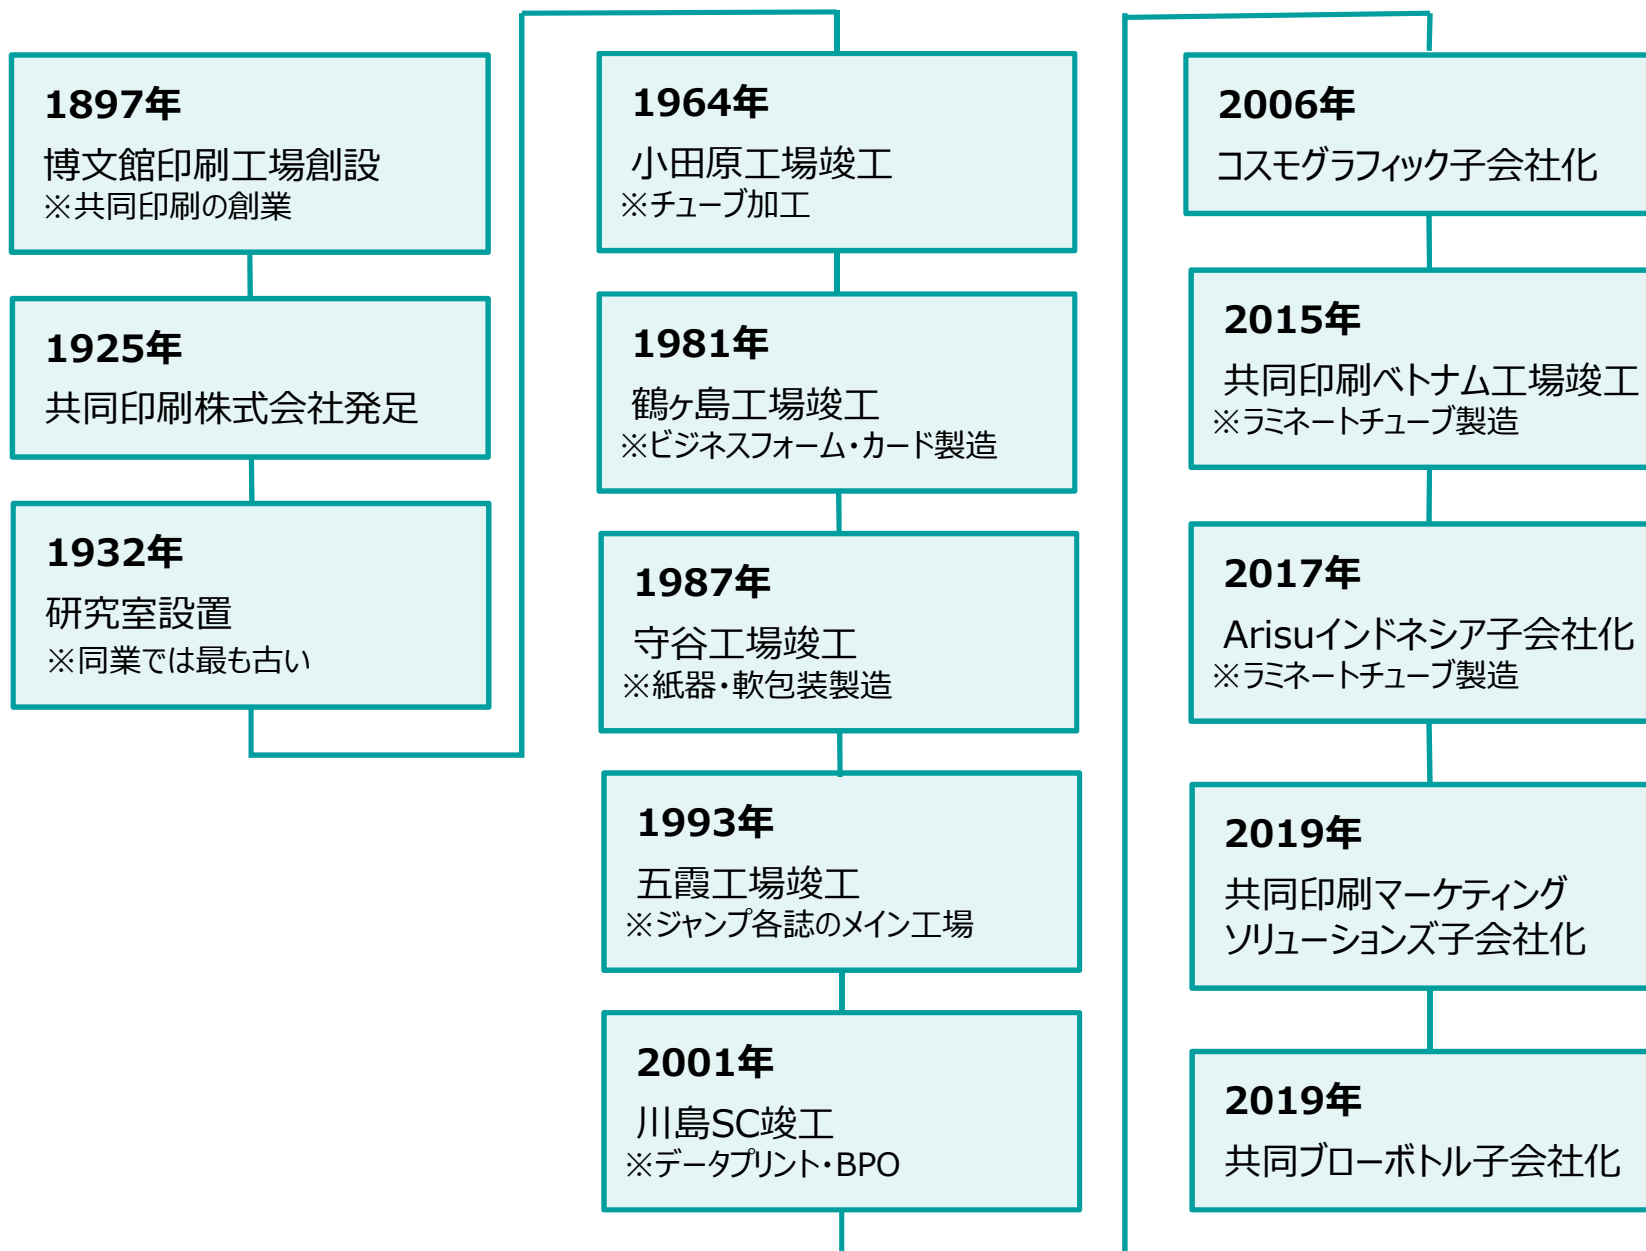 1897年
博文館印刷工場創設
※共同印刷の創業
1925年
共同印刷株式会社発足
1932年
研究室設置
※同業では最も古い
1964年
小田原工場竣工
※チューブ加工
1981年
鶴ヶ島工場竣工
※ビジネスフォーム・カード製造
1987年
守谷工場竣工
※紙器・軟包装製造
1993年
五霞工場竣工
※ジャンプ各誌のメイン工場
2001年
川島SC竣工
※データプリント・BPO
2006年
コスモグラフィック子会社化
2015年
共同印刷ベトナム工場竣工
※ラミネートチューブ製造
2017年
Arisuインドネシア子会社化
※ラミネートチューブ製造
2019年
共同印刷マーケティング
ソリューションズ子会社化
2019年
共同ブローボトル子会社化